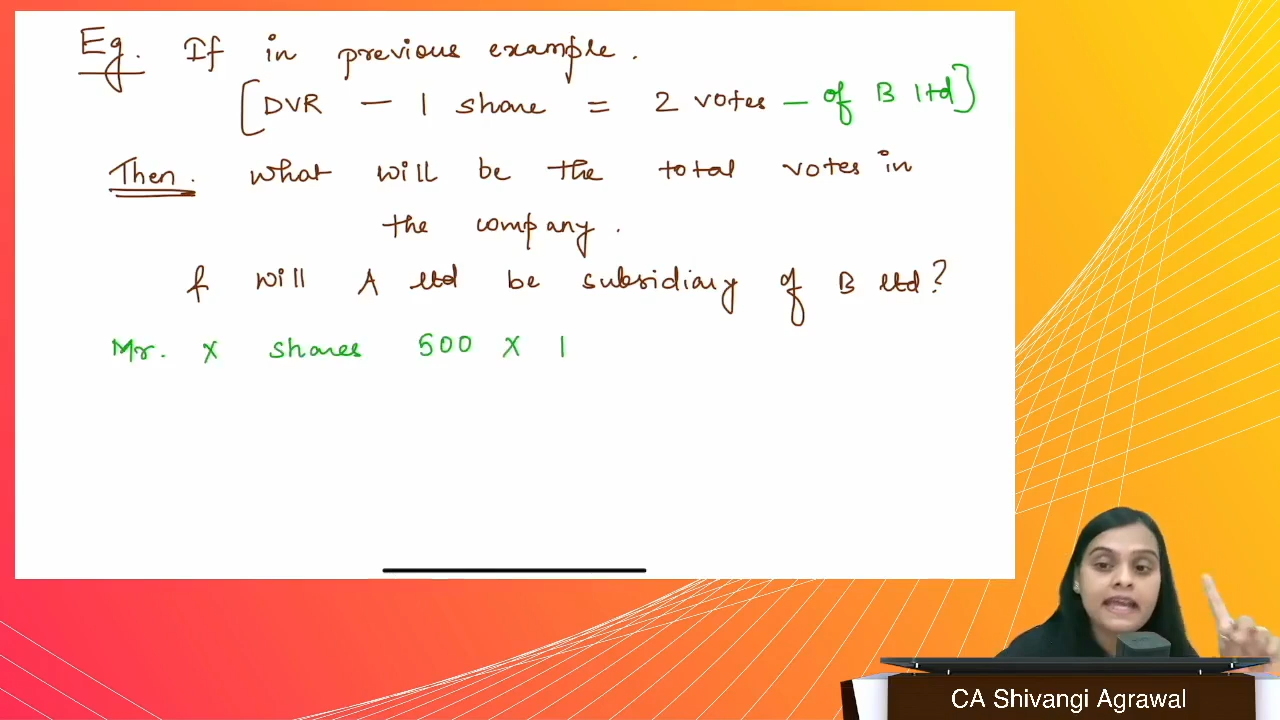 Eg. If in previous example.
[DVR - 1 share = 2 votes - of B ltd]
Then. what will be the total votes in
the company.
f will A ltd be subsidiary of B ltd?
Mr. X shares 500 X 1
CA Shivangi Agrawal